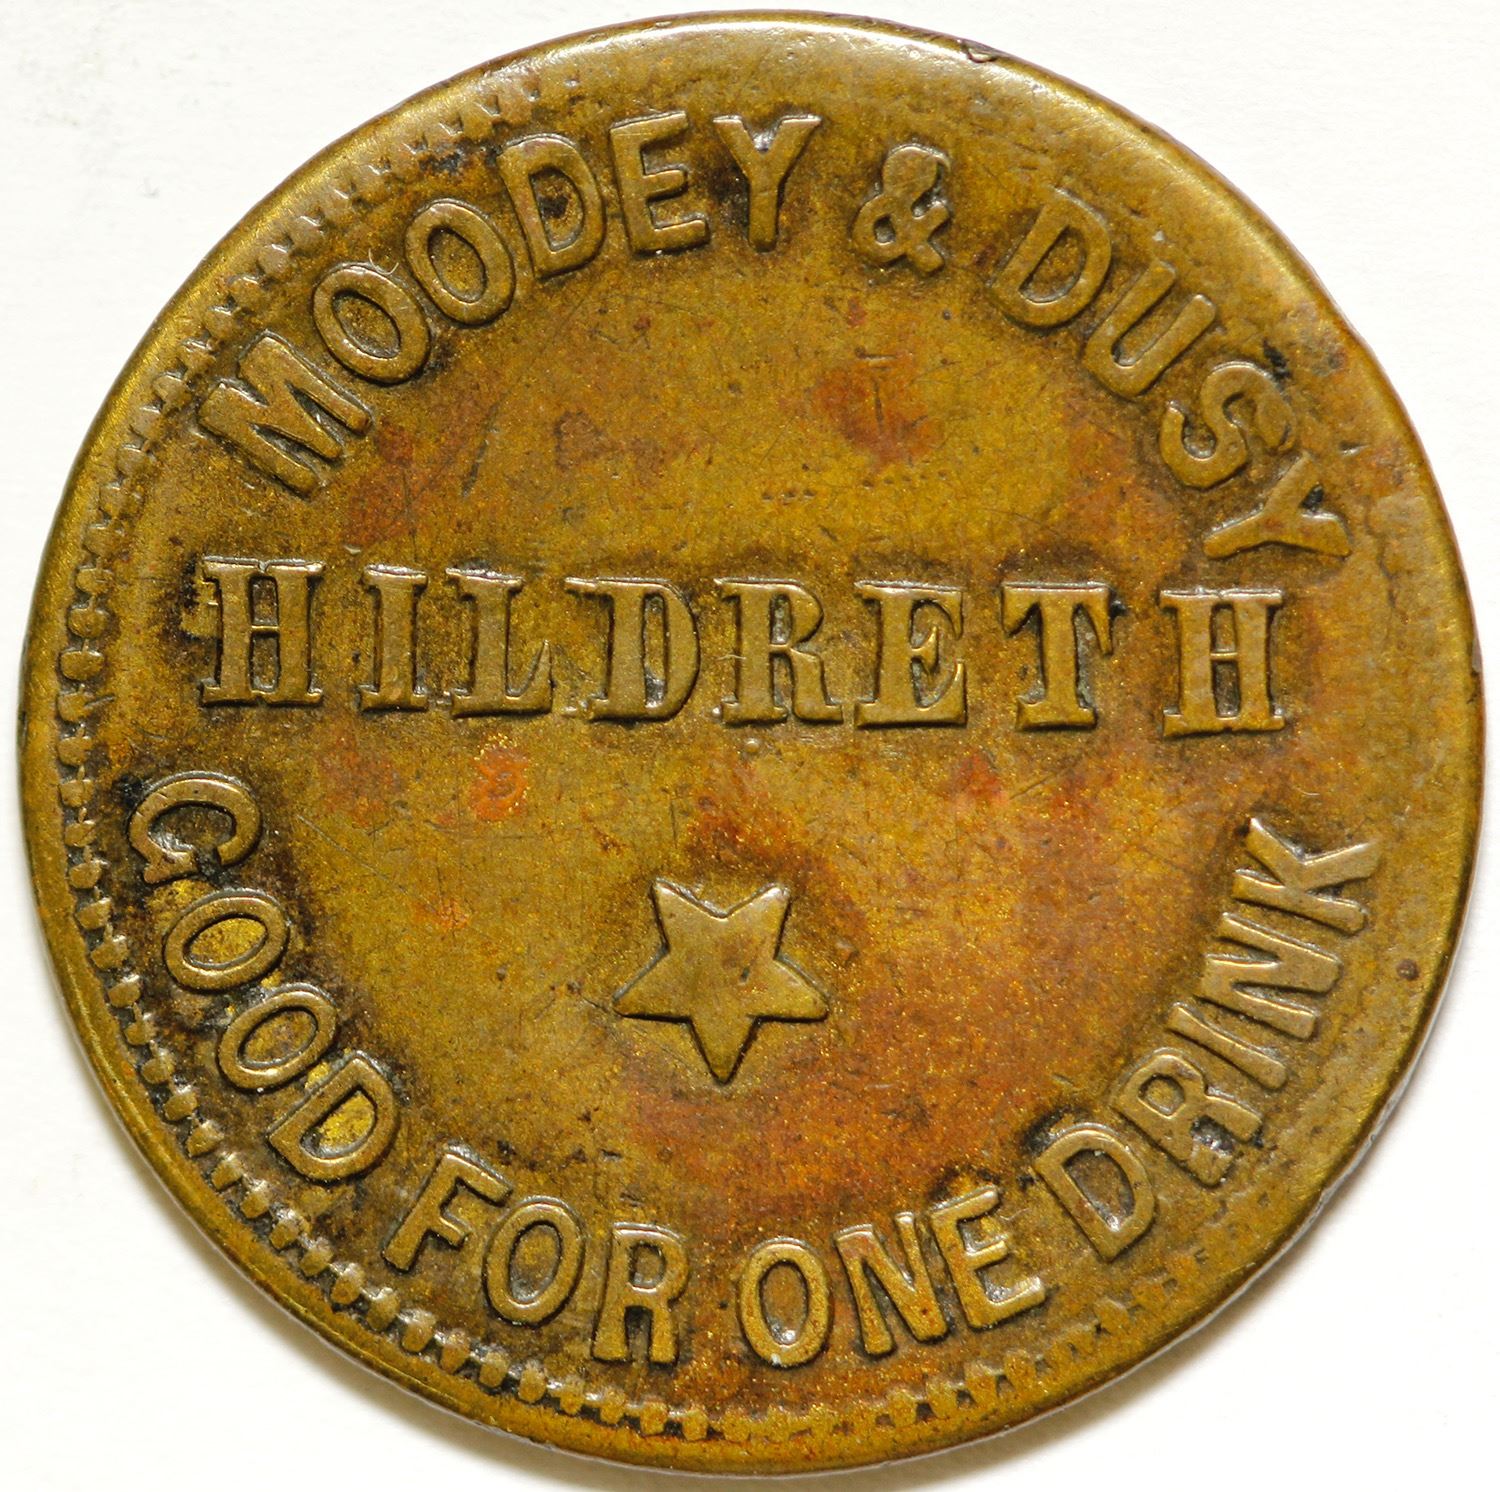 MOODEY & DUSY
HILDRETH
GOOD FOR ONE DRINK